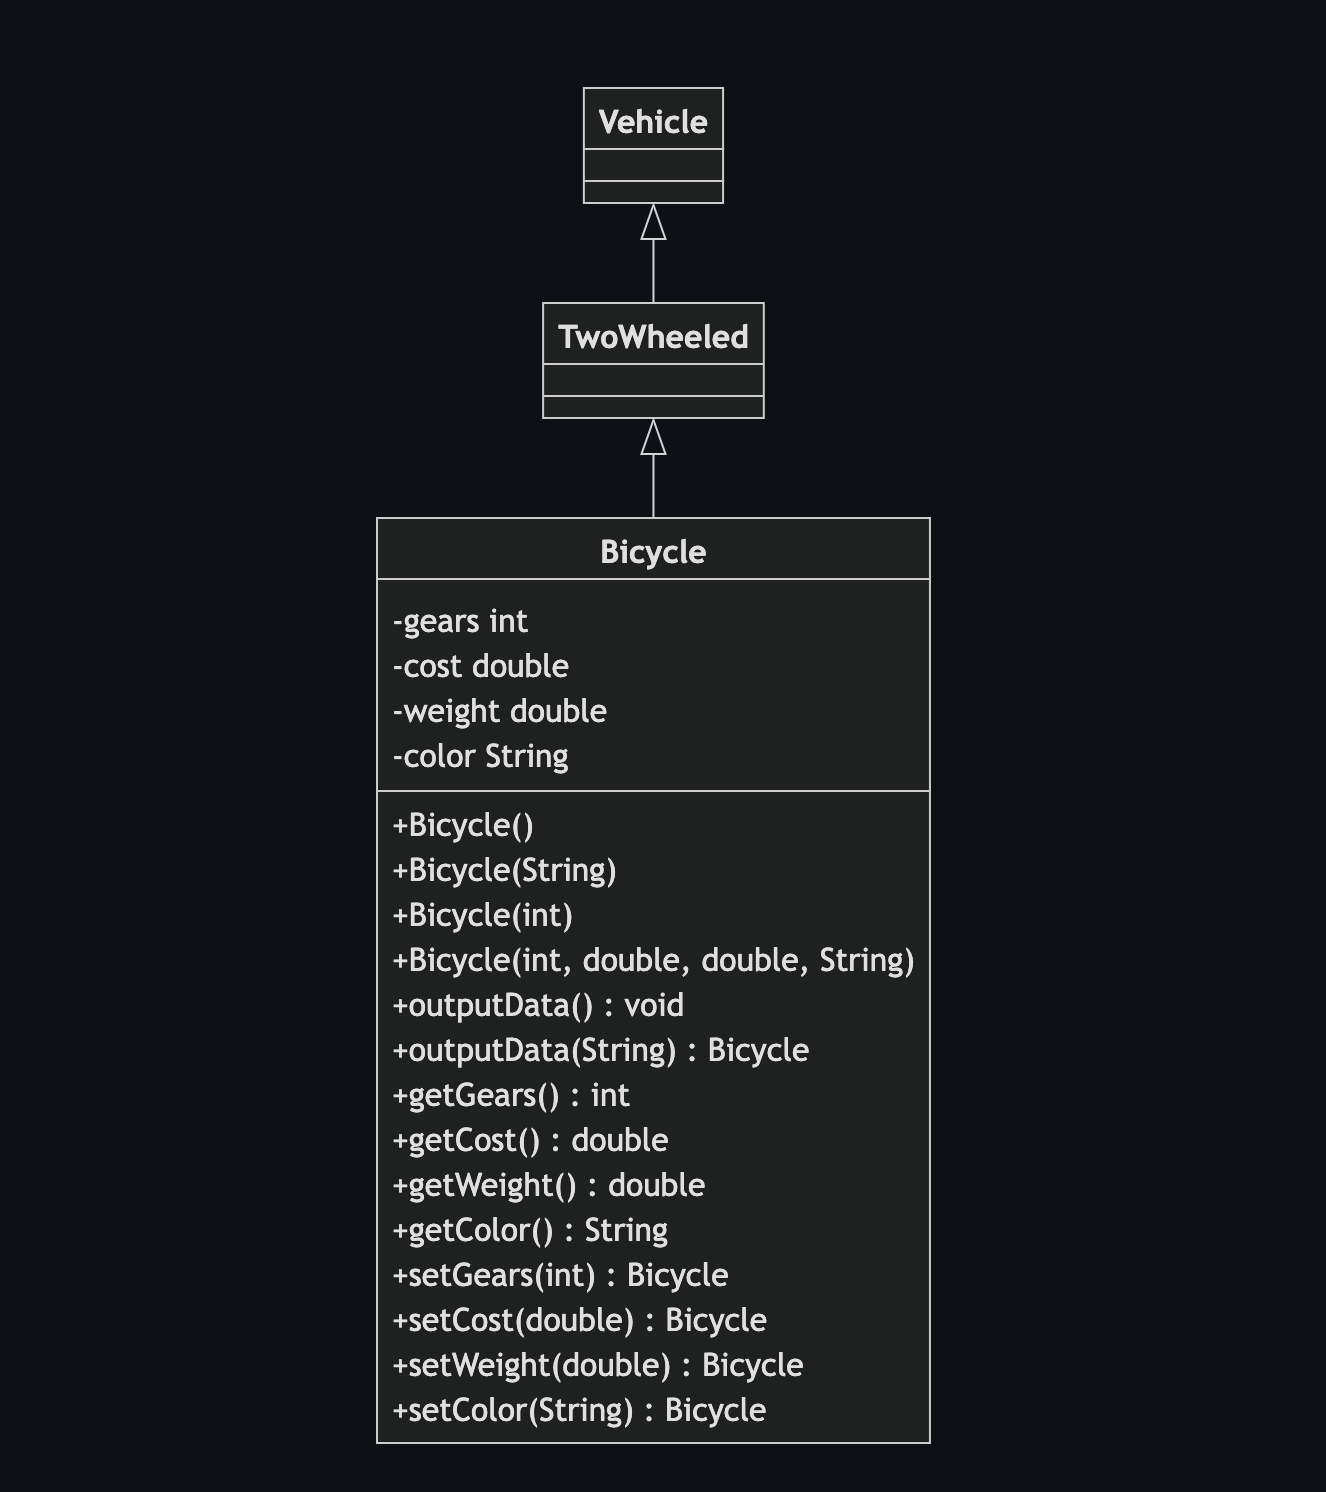 Vehicle
TwoWheeled
Bicycle
-gears int
-cost double
-weight double
-color String
+Bicycle()
+Bicycle(String)
+Bicycle(int)
+Bicycle(int, double, double, String)
+outputData() : void
+outputData(String) : Bicycle
+getGears() : int
+getCost() : double
+getWeight() : double
+getColor() : String
+setGears(int) : Bicycle
+setCost(double) : Bicycle
+setWeight(double) : Bicycle
+setColor(String) : Bicycle